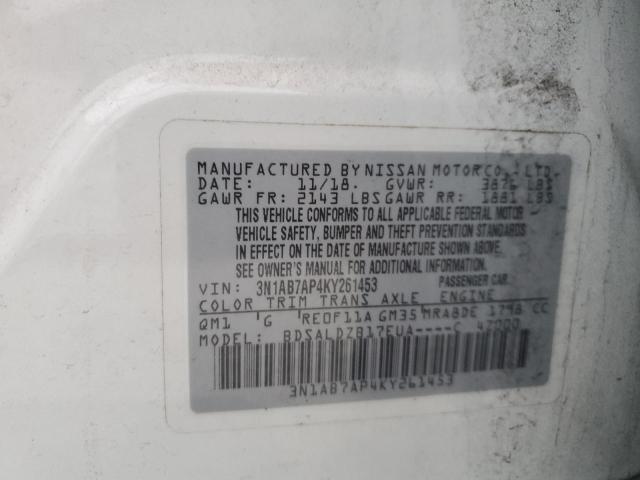 MANUFACTURED BY NISSAN MOTOR CO., LTD.
DATE: 11/18. GVWR: 3876 LBS
GAWR FR: 2143 LBS GAWR RR: 1881 LBS
THIS VEHICLE CONFORMS TO ALL APPLICABLE FEDERAL MOTOR
VEHICLE SAFETY, BUMPER AND THEFT PREVENTION STANDARDS
IN EFFECT ON THE DATE OF MANUFACTURE SHOWN ABOVE.
SEE OWNER'S MANUAL FOR ADDITIONAL INFORMATION.
VIN: 3N1AB7AP4KY261453 PASSENGER CAR
COLOR TRIM TRANS AXLE ENGINE
QM1 G RE0F11A GM35 MRA8DE 1798 CC
MODEL: BDSALDZB17EUA----C 47000
3N1AB7AP4KY261453